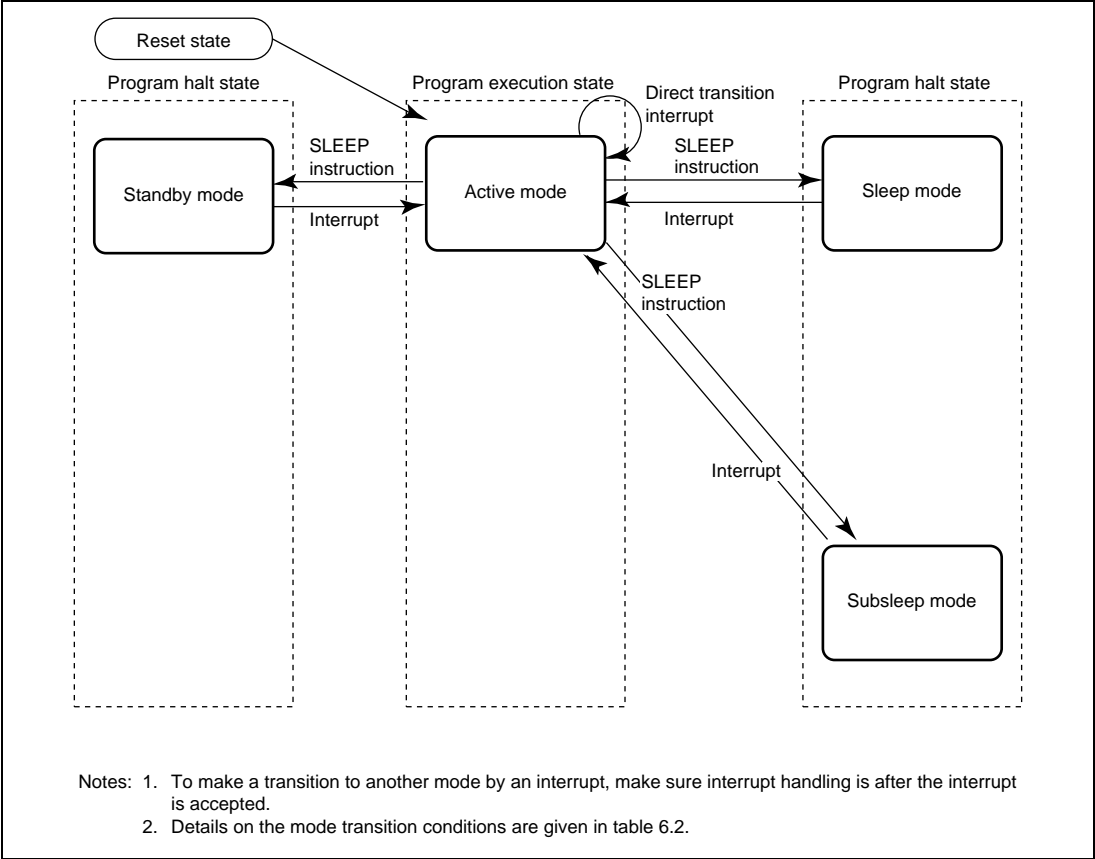 Reset state
Program halt state
Program execution state
Program halt state
Direct transition
interrupt
SLEEP
instruction
SLEEP
instruction
Standby mode
Active mode
Sleep mode
Interrupt
Interrupt
SLEEP
instruction
Interrupt
Subsleep mode
Notes: 1. To make a transition to another mode by an interrupt, make sure interrupt handling is after the interrupt
is accepted.
2. Details on the mode transition conditions are given in table 6.2.